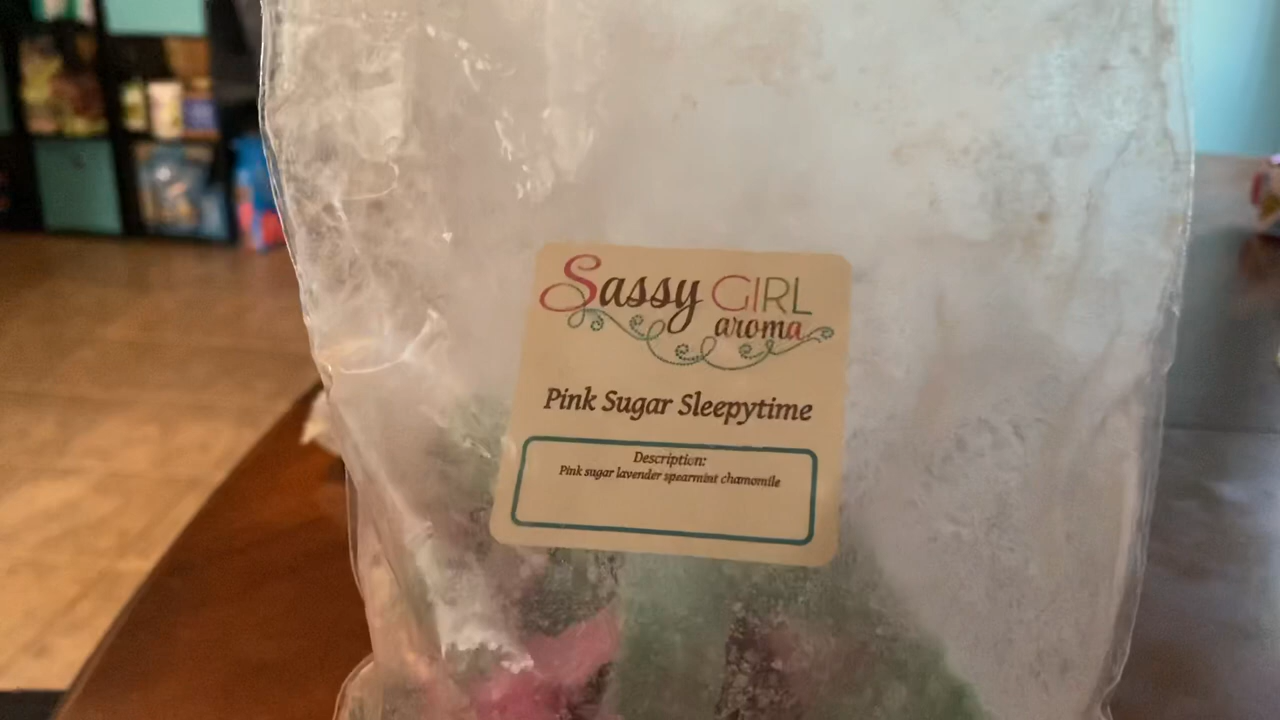 Sassy GIRL
aroma
Pink Sugar Sleepytime
Description:
Pink sugar lavender spearmint chamomile